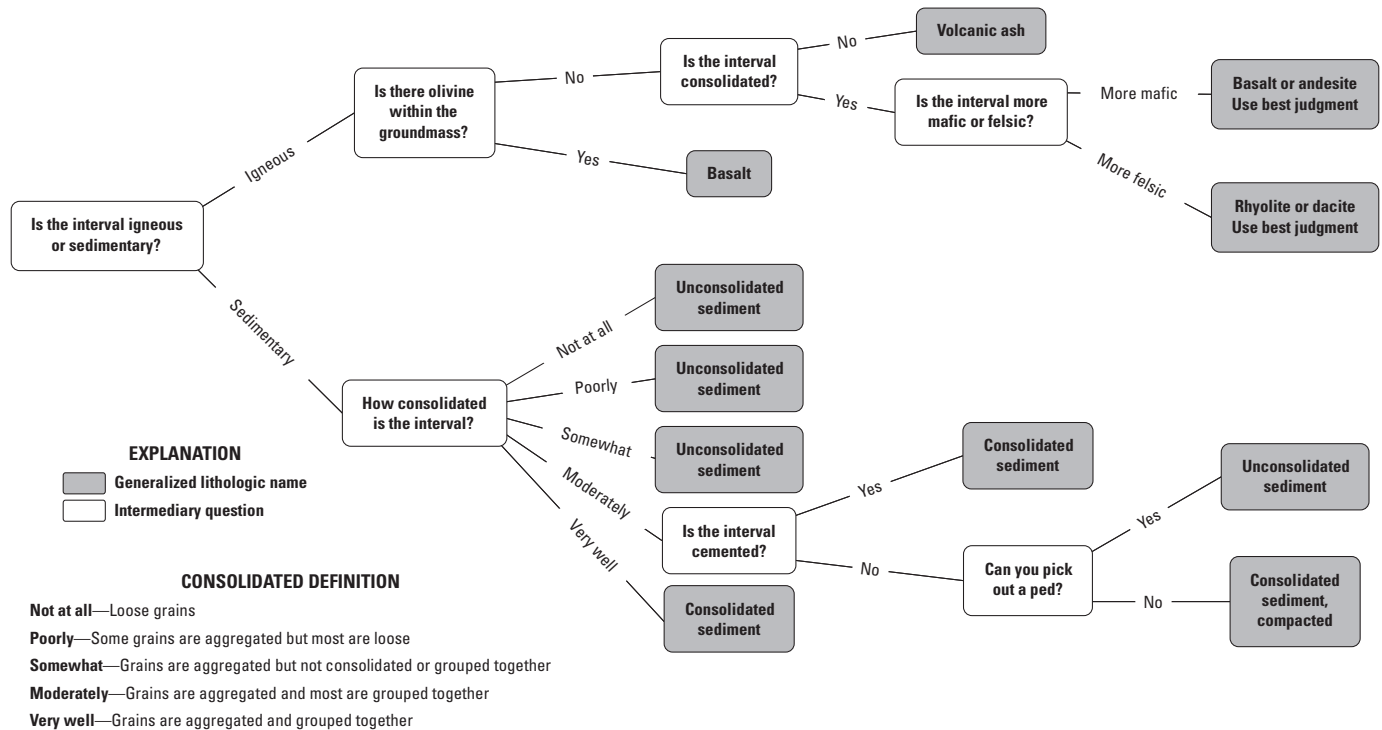 Is the interval igneous
or sedimentary?
Igneous
Is there olivine
within the
groundmass?
No
Is the interval
consolidated?
No
Volcanic ash
Yes
Is the interval more
mafic or felsic?
More mafic
Basalt or andesite
Use best judgment
More felsic
Rhyolite or dacite
Use best judgment
Yes
Basalt
Sedimentary
How consolidated
is the interval?
Not at all
Unconsolidated
sediment
Poorly
Unconsolidated
sediment
Somewhat
Unconsolidated
sediment
Moderately
Is the interval
cemented?
Yes
Consolidated
sediment
No
Can you pick
out a ped?
Yes
Unconsolidated
sediment
No
Consolidated
sediment,
compacted
Very well
Consolidated
sediment
EXPLANATION
Generalized lithologic name
Intermediary question
CONSOLIDATED DEFINITION
Not at all—Loose grains
Poorly—Some grains are aggregated but most are loose
Somewhat—Grains are aggregated but not consolidated or grouped together
Moderately—Grains are aggregated and most are grouped together
Very well—Grains are aggregated and grouped together